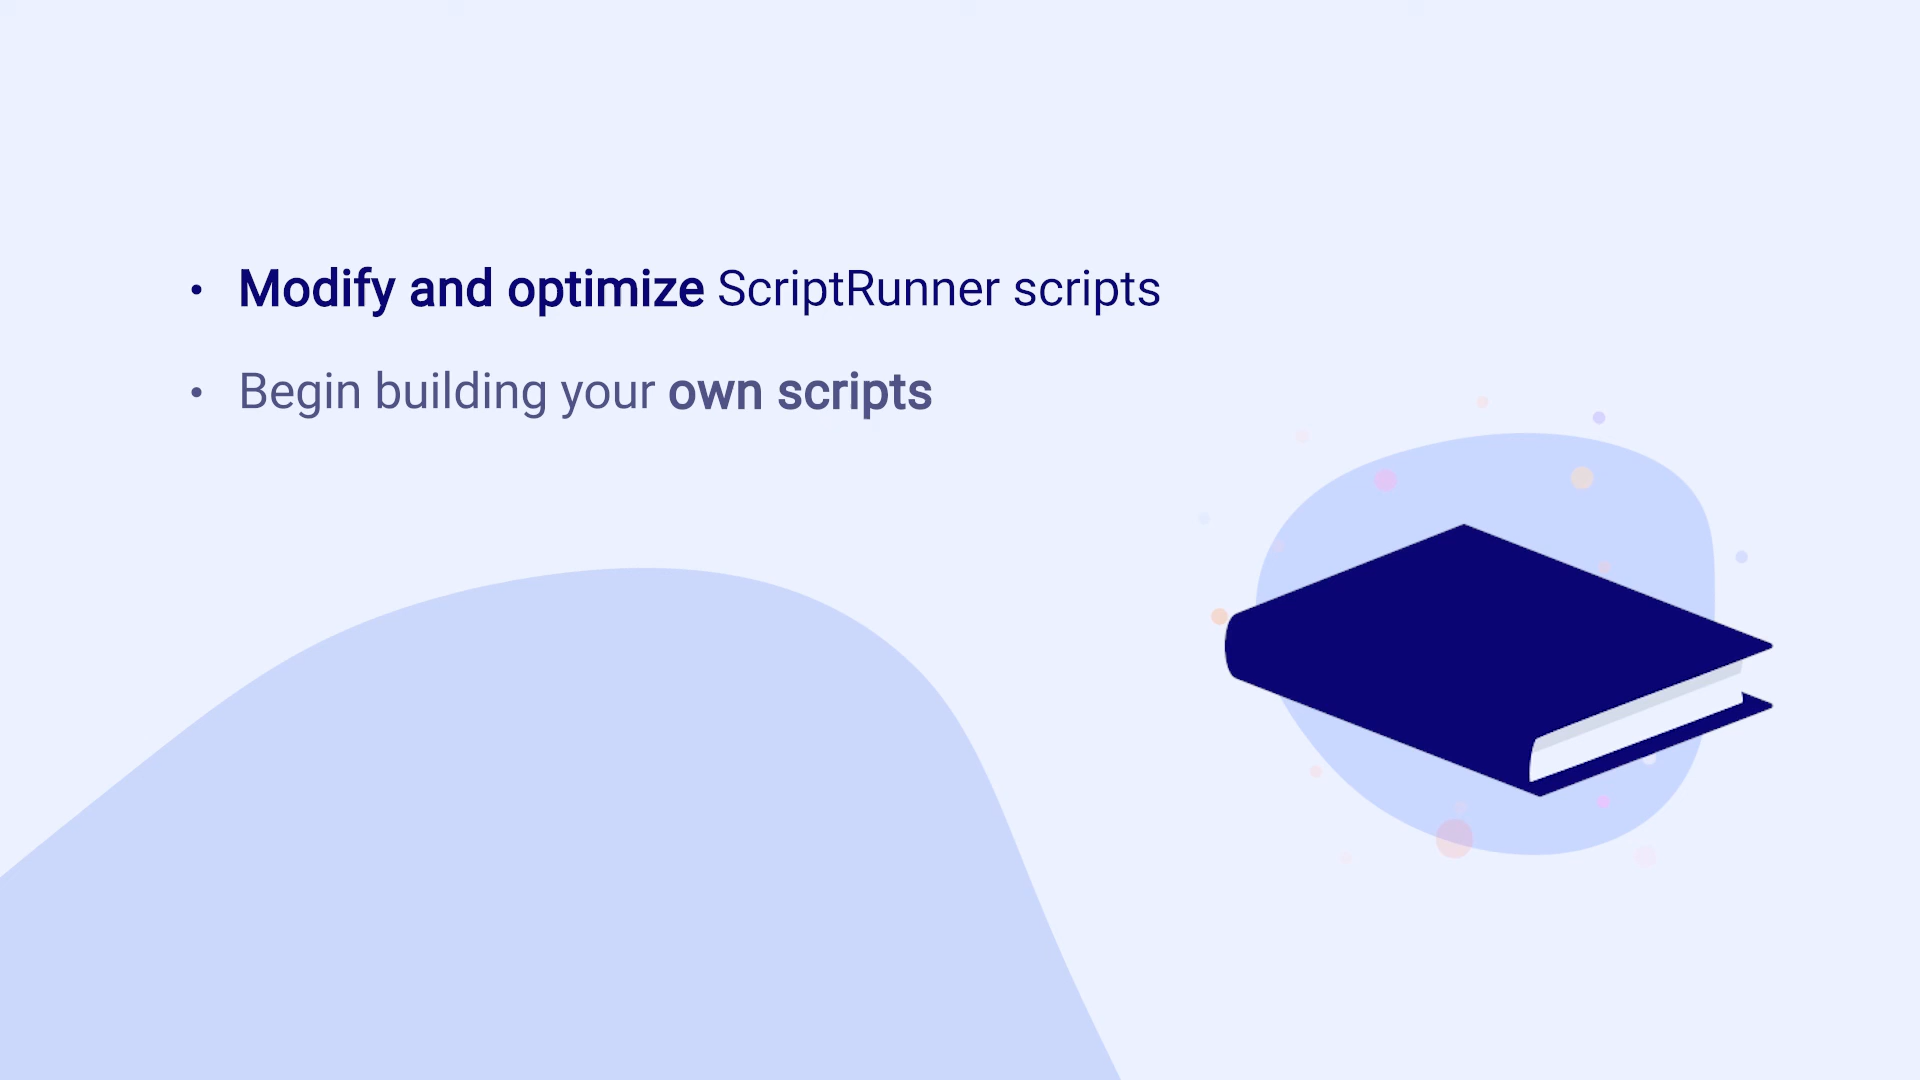 • Modify and optimize ScriptRunner scripts
• Begin building your own scripts